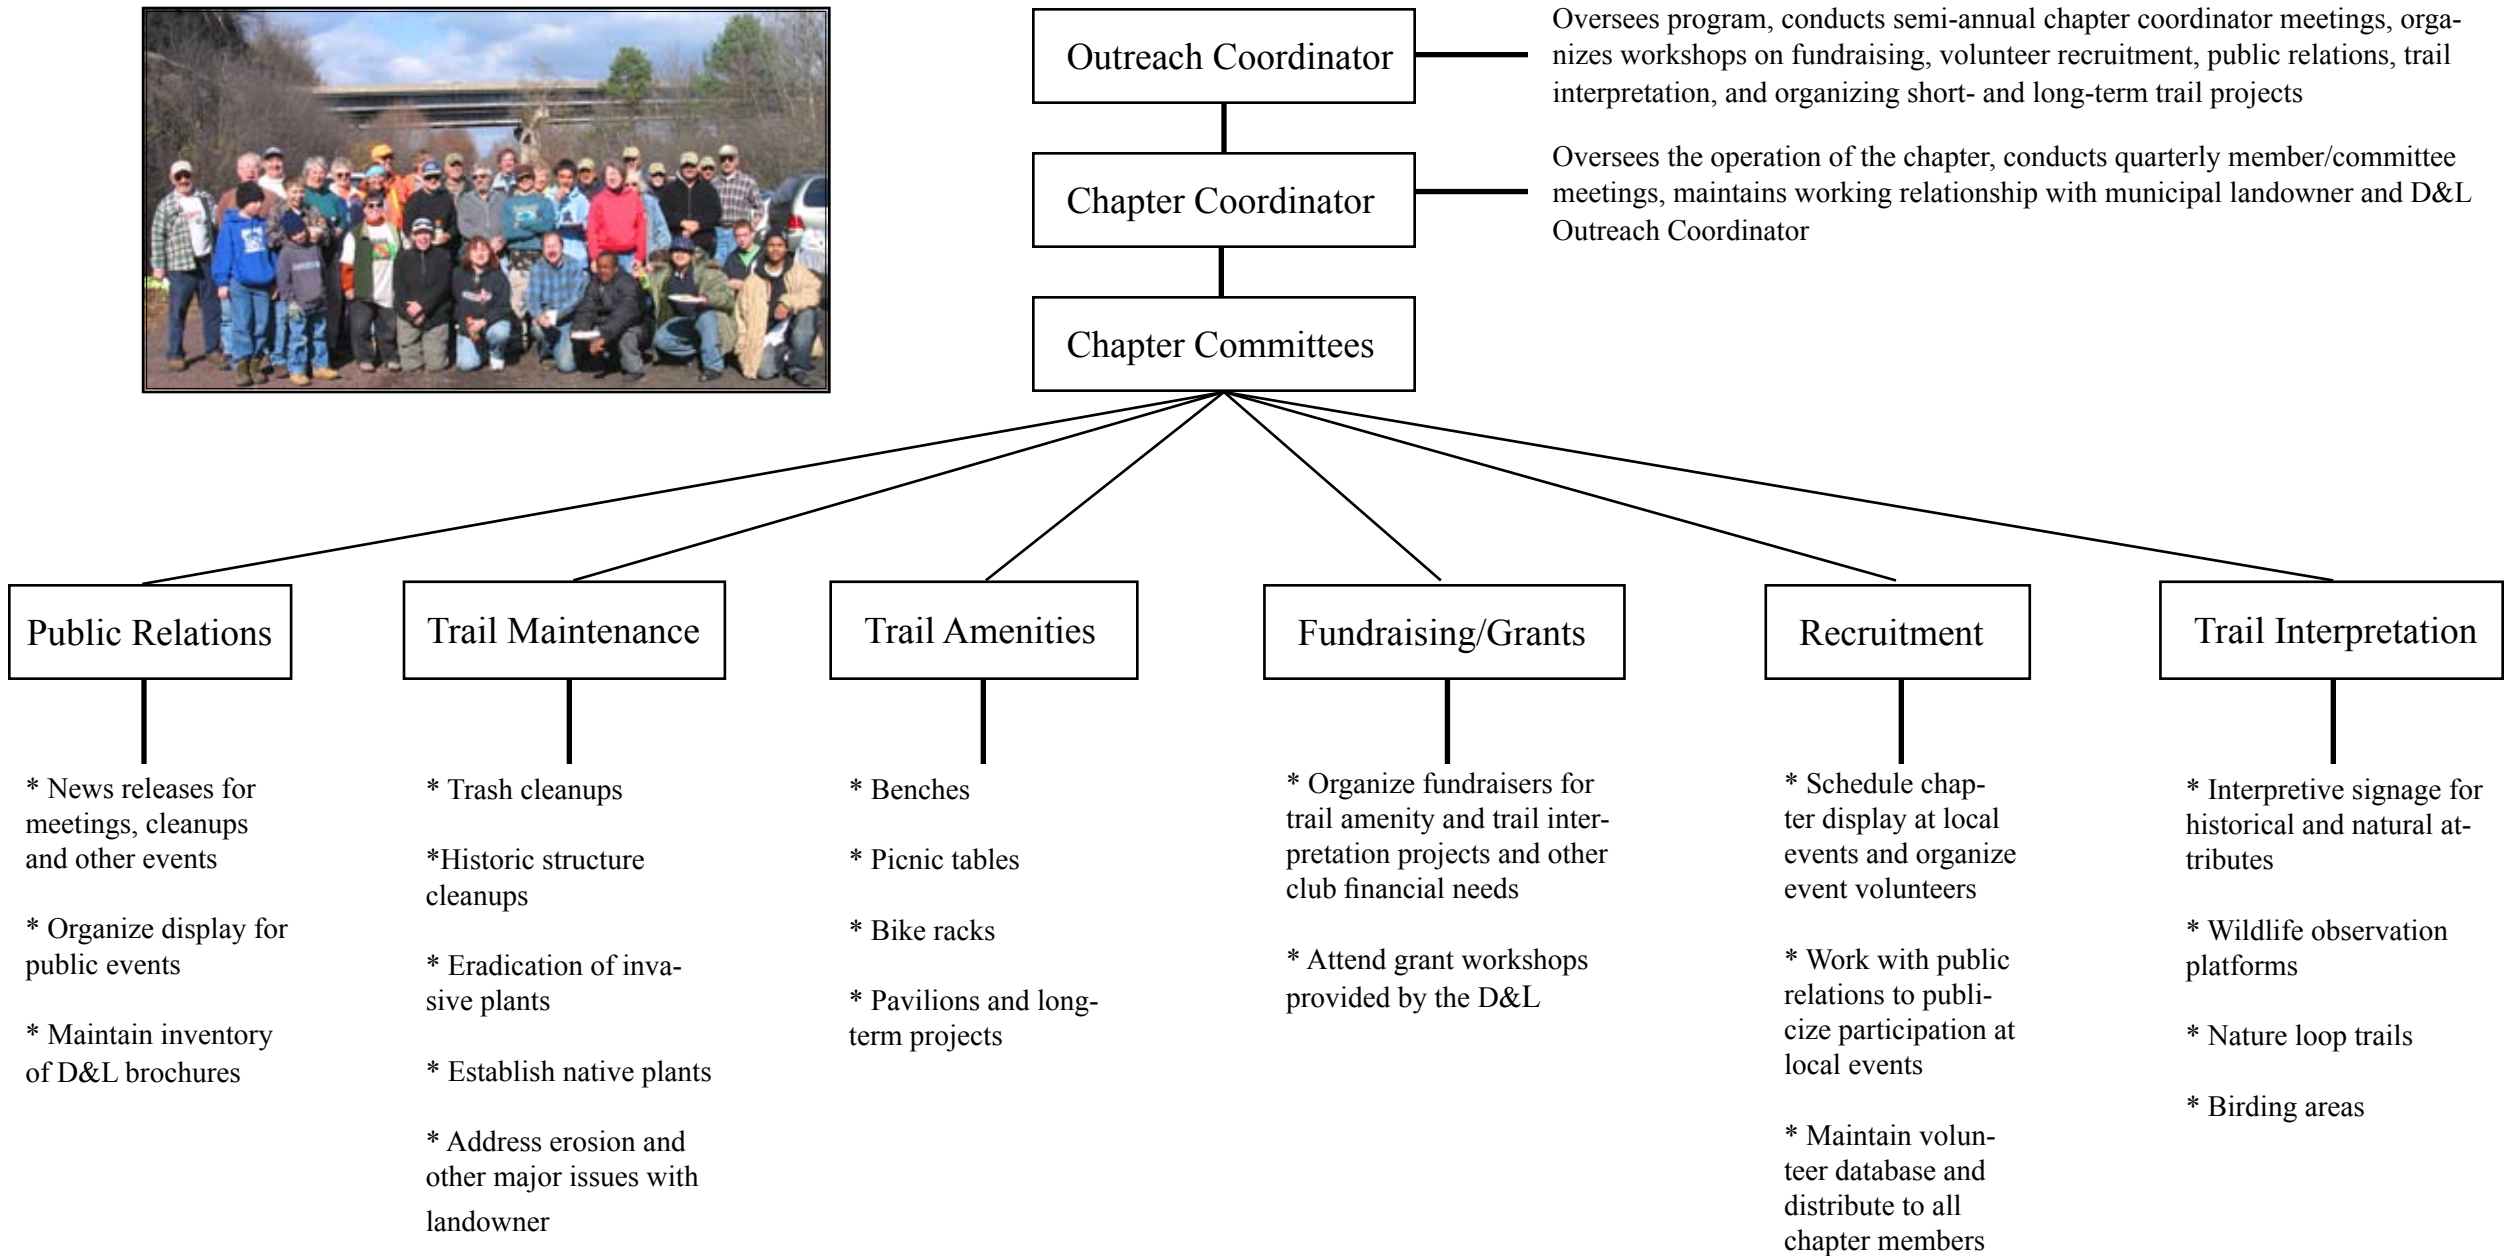 Outreach Coordinator
Oversees program, conducts semi-annual chapter coordinator meetings, orga-
nizes workshops on fundraising, volunteer recruitment, public relations, trail
interpretation, and organizing short- and long-term trail projects
Chapter Coordinator
Oversees the operation of the chapter, conducts quarterly member/committee
meetings, maintains working relationship with municipal landowner and D&L
Outreach Coordinator
Chapter Committees
Public Relations
* News releases for
meetings, cleanups
and other events
* Organize display for
public events
* Maintain inventory
of D&L brochures
Trail Maintenance
* Trash cleanups
*Historic structure
cleanups
* Eradication of inva-
sive plants
* Establish native plants
* Address erosion and
other major issues with
landowner
Trail Amenities
* Benches
* Picnic tables
* Bike racks
* Pavilions and long-
term projects
Fundraising/Grants
* Organize fundraisers for
trail amenity and trail inter-
pretation projects and other
club financial needs
* Attend grant workshops
provided by the D&L
Recruitment
* Schedule chap-
ter display at local
events and organize
event volunteers
* Work with public
relations to publi-
cize participation at
local events
* Maintain volun-
teer database and
distribute to all
chapter members
Trail Interpretation
* Interpretive signage for
historical and natural at-
tributes
* Wildlife observation
platforms
* Nature loop trails
* Birding areas